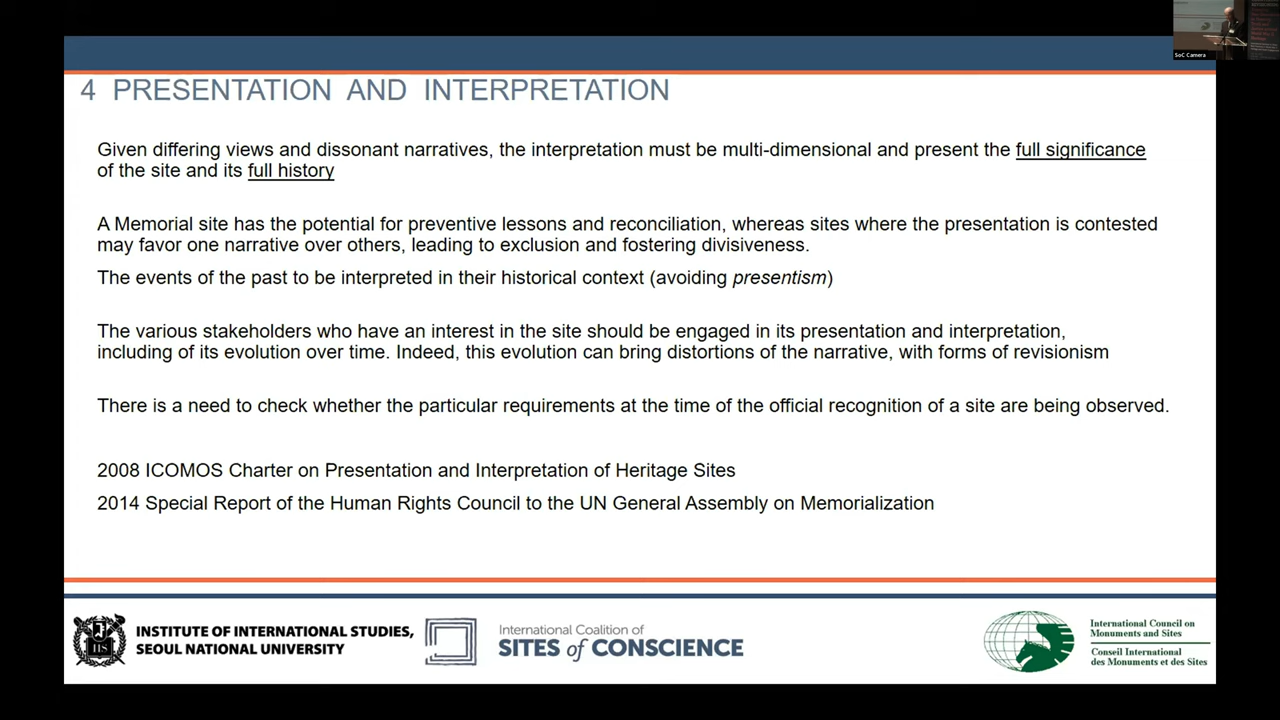 SoC Camera
4 PRESENTATION AND INTERPRETATION
Given differing views and dissonant narratives, the interpretation must be multi-dimensional and present the full significance
of the site and its full history
A Memorial site has the potential for preventive lessons and reconciliation, whereas sites where the presentation is contested
may favor one narrative over others, leading to exclusion and fostering divisiveness.
The events of the past to be interpreted in their historical context (avoiding presentism)
The various stakeholders who have an interest in the site should be engaged in its presentation and interpretation,
including of its evolution over time. Indeed, this evolution can bring distortions of the narrative, with forms of revisionism
There is a need to check whether the particular requirements at the time of the official recognition of a site are being observed.
2008 ICOMOS Charter on Presentation and Interpretation of Heritage Sites
2014 Special Report of the Human Rights Council to the UN General Assembly on Memorialization
IIS
INSTITUTE OF INTERNATIONAL STUDIES,
SEOUL NATIONAL UNIVERSITY
International Coalition of
SITES of CONSCIENCE
International Council on
Monuments and Sites
Conseil International
des Monuments et des Sites